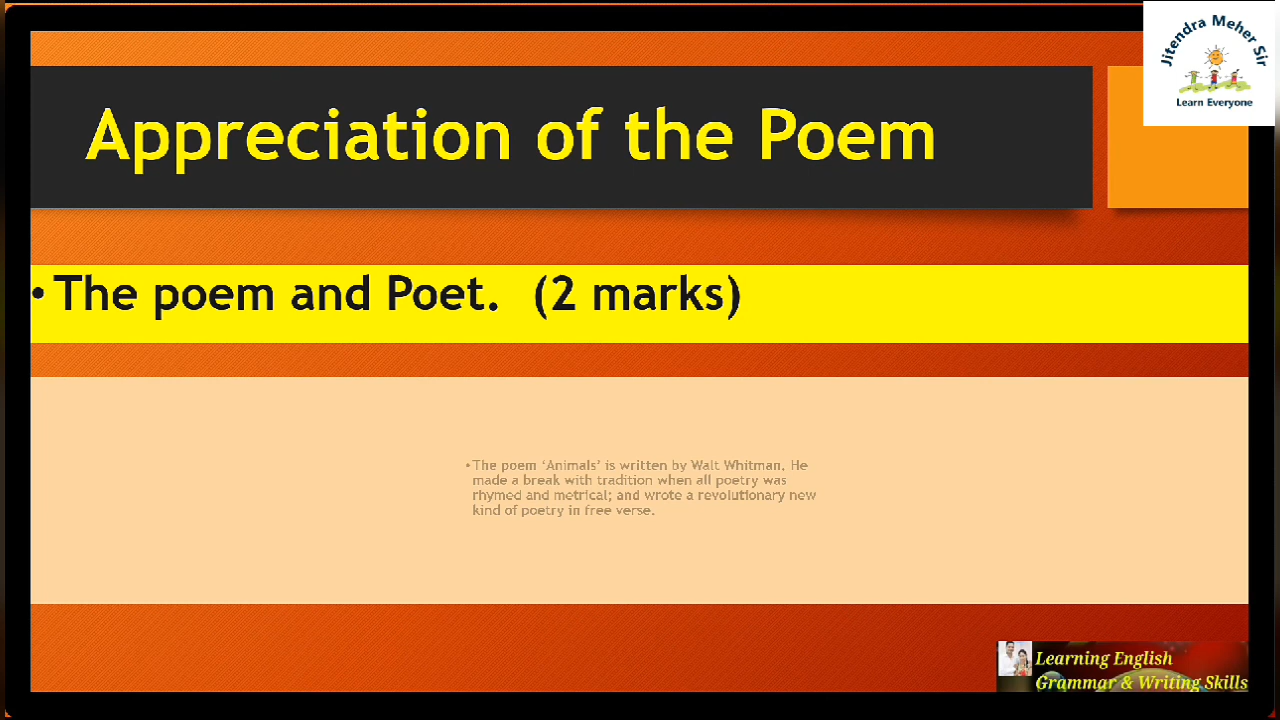 Jitendra Meher Sir
Learn Everyone
Appreciation of the Poem
• The poem and Poet. (2 marks)
• The poem ‘Animals’ is written by Walt Whitman. He
made a break with tradition when all poetry was
rhymed and metrical; and wrote a revolutionary new
kind of poetry in free verse.
Learning English
Grammar & Writing Skills